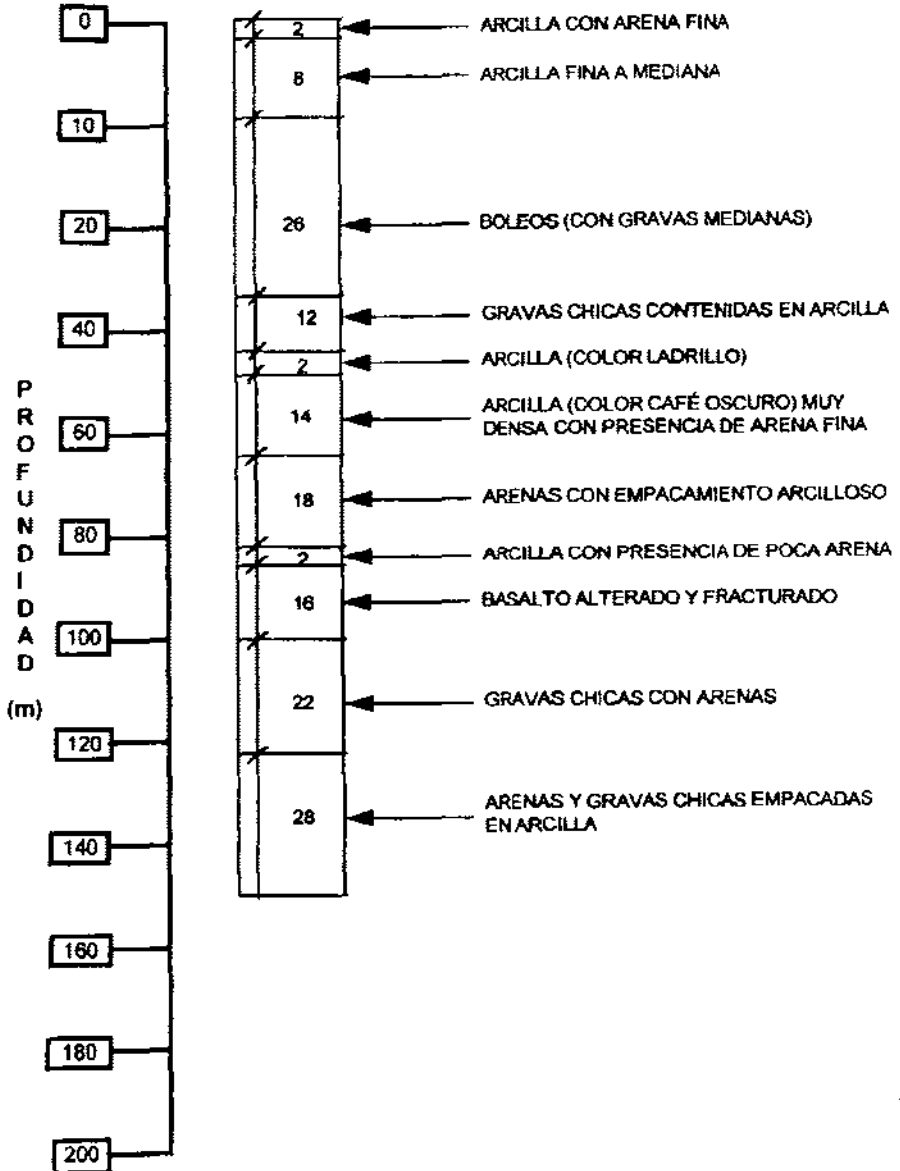 0
10
20
40
60
80
100
120
140
160
180
200
PROFUNDIDAD
(m)
2
ARCILLA CON ARENA FINA
8
ARCILLA FINA A MEDIANA
26
BOLEOS (CON GRAVAS MEDIANAS)
12
GRAVAS CHICAS CONTENIDAS EN ARCILLA
2
ARCILLA (COLOR LADRILLO)
14
ARCILLA (COLOR CAFÉ OSCURO) MUY
DENSA CON PRESENCIA DE ARENA FINA
18
ARENAS CON EMPACAMIENTO ARCILLOSO
2
ARCILLA CON PRESENCIA DE POCA ARENA
16
BASALTO ALTERADO Y FRACTURADO
22
GRAVAS CHICAS CON ARENAS
28
ARENAS Y GRAVAS CHICAS EMPACADAS
EN ARCILLA